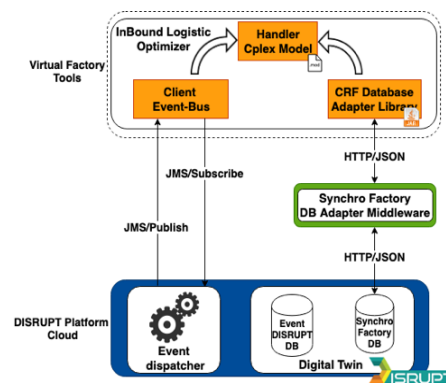 InBound Logistic
Optimizer
Handler
Cplex Model
.mod
Virtual Factory
Tools
Client
Event-Bus
CRF Database
Adapter Library
JAR
HTTP/JSON
JMS/Subscribe
Synchro Factory
DB Adapter Middleware
JMS/Publish
HTTP/JSON
DISRUPT Platform
Cloud
Event
dispatcher
Event
DISRUPT
DB
Synchro
Factory
DB
Digital Twin
ISRUPT